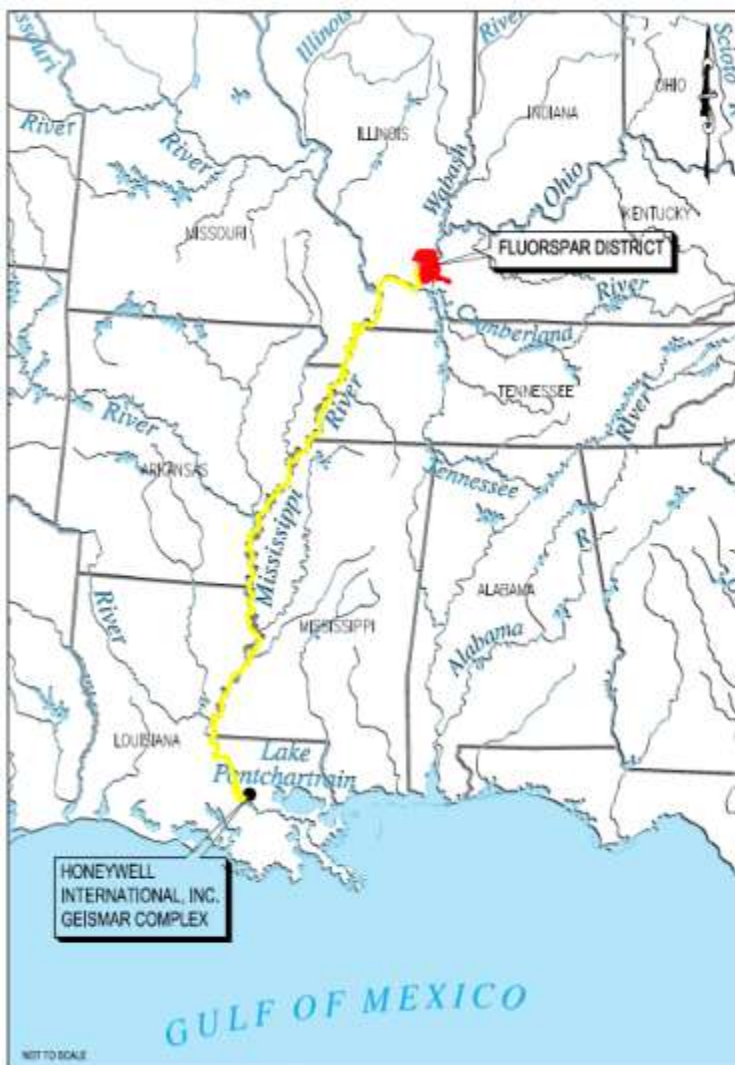 Missouri
Illinois
River
Scioto
OHIO
River
River
ILLINOIS
INDIANA
Wabash
Ohio
KENTUCKY
MISSOURI
FLUORSPAR DISTRICT
River
Cumberland
River
TENNESSEE
River
River
ARKANSAS
Tennessee
Mississippi
R
ALABAMA
River
MISSISSIPPI
Alabama
LOUISIANA
Lake
Pontchartrain
HONEYWELL
INTERNATIONAL, INC.
GEISMAR COMPLEX
GULF OF MEXICO
NOT TO SCALE